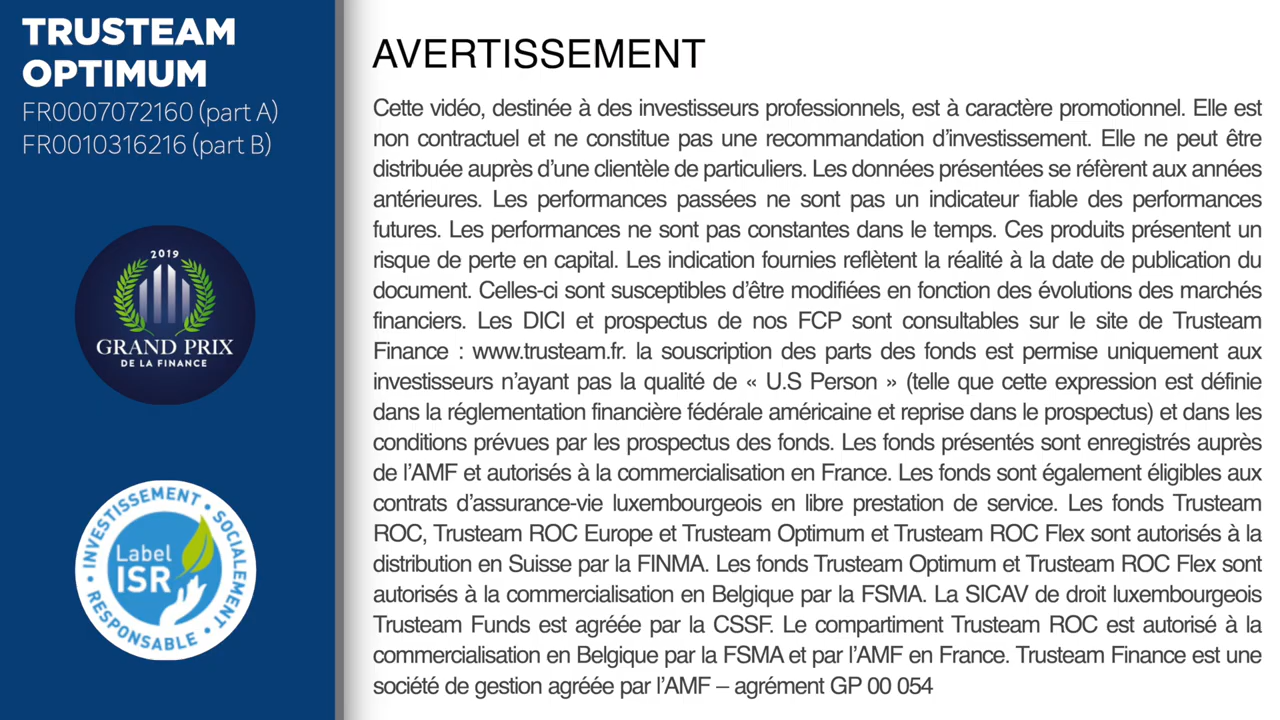 TRUSTEAM
OPTIMUM
FR0007072160 (part A)
FR0010316216 (part B)
2019
GRAND PRIX
DE LA FINANCE
INVESTISSEMENT • SOCIALEMENT • RESPONSABLE •
Label
ISR
AVERTISSEMENT
Cette vidéo, destinée à des investisseurs professionnels, est à caractère promotionnel. Elle est
non contractuel et ne constitue pas une recommandation d’investissement. Elle ne peut être
distribuée auprès d’une clientèle de particuliers. Les données présentées se réfèrent aux années
antérieures. Les performances passées ne sont pas un indicateur fiable des performances
futures. Les performances ne sont pas constantes dans le temps. Ces produits présentent un
risque de perte en capital. Les indication fournies reflètent la réalité à la date de publication du
document. Celles-ci sont susceptibles d’être modifiées en fonction des évolutions des marchés
financiers. Les DICI et prospectus de nos FCP sont consultables sur le site de Trusteam
Finance : www.trusteam.fr. la souscription des parts des fonds est permise uniquement aux
investisseurs n’ayant pas la qualité de « U.S Person » (telle que cette expression est définie
dans la réglementation financière fédérale américaine et reprise dans le prospectus) et dans les
conditions prévues par les prospectus des fonds. Les fonds présentés sont enregistrés auprès
de l’AMF et autorisés à la commercialisation en France. Les fonds sont également éligibles aux
contrats d’assurance-vie luxembourgeois en libre prestation de service. Les fonds Trusteam
ROC, Trusteam ROC Europe et Trusteam Optimum et Trusteam ROC Flex sont autorisés à la
distribution en Suisse par la FINMA. Les fonds Trusteam Optimum et Trusteam ROC Flex sont
autorisés à la commercialisation en Belgique par la FSMA. La SICAV de droit luxembourgeois
Trusteam Funds est agréée par la CSSF. Le compartiment Trusteam ROC est autorisé à la
commercialisation en Belgique par la FSMA et par l’AMF en France. Trusteam Finance est une
société de gestion agréée par l’AMF – agrément GP 00 054